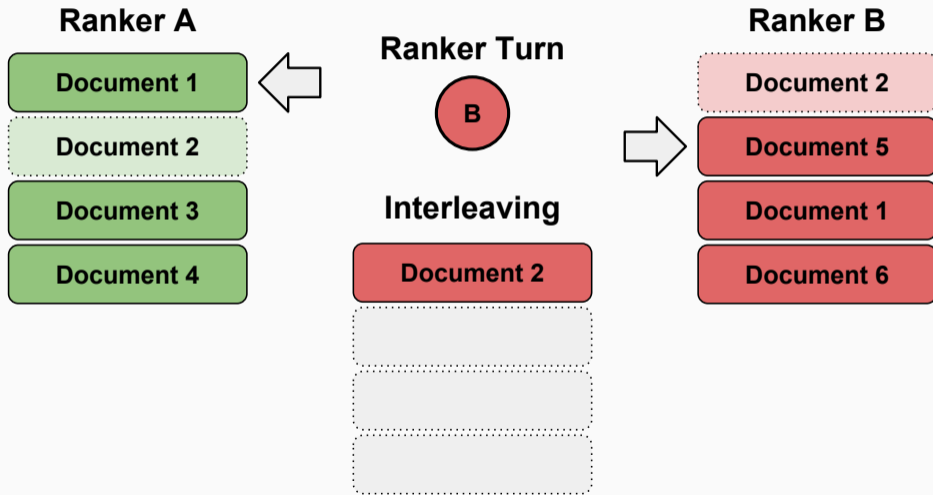 Ranker A
Document 1
Document 2
Document 3
Document 4
Ranker Turn
B
Interleaving
Document 2
Ranker B
Document 2
Document 5
Document 1
Document 6